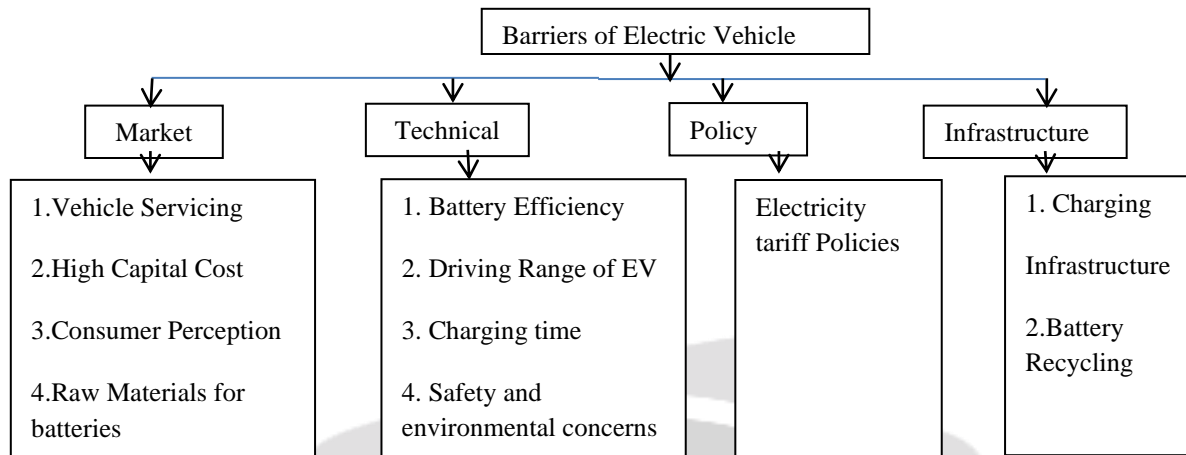 Barriers of Electric Vehicle
Market
Technical
Policy
Infrastructure
1.Vehicle Servicing
2.High Capital Cost
3.Consumer Perception
4.Raw Materials for
batteries
1. Battery Efficiency
2. Driving Range of EV
3. Charging time
4. Safety and
environmental concerns
Electricity
tariff Policies
1. Charging
Infrastructure
2.Battery
Recycling